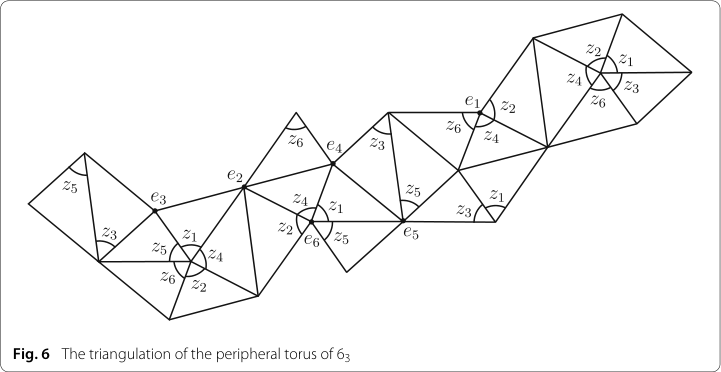 z₂
z₁
z₄
z₃
z₆
e₁
z₂
z₆
z₄
z₆
e₄
z₃
z₅
e₂
z₅
z₅
z₁
e₃
z₄
z₁
z₃
z₃
z₁
z₂
z₅
e₅
z₅
z₄
e₆
z₆
z₂
Fig. 6 The triangulation of the peripheral torus of 6₃